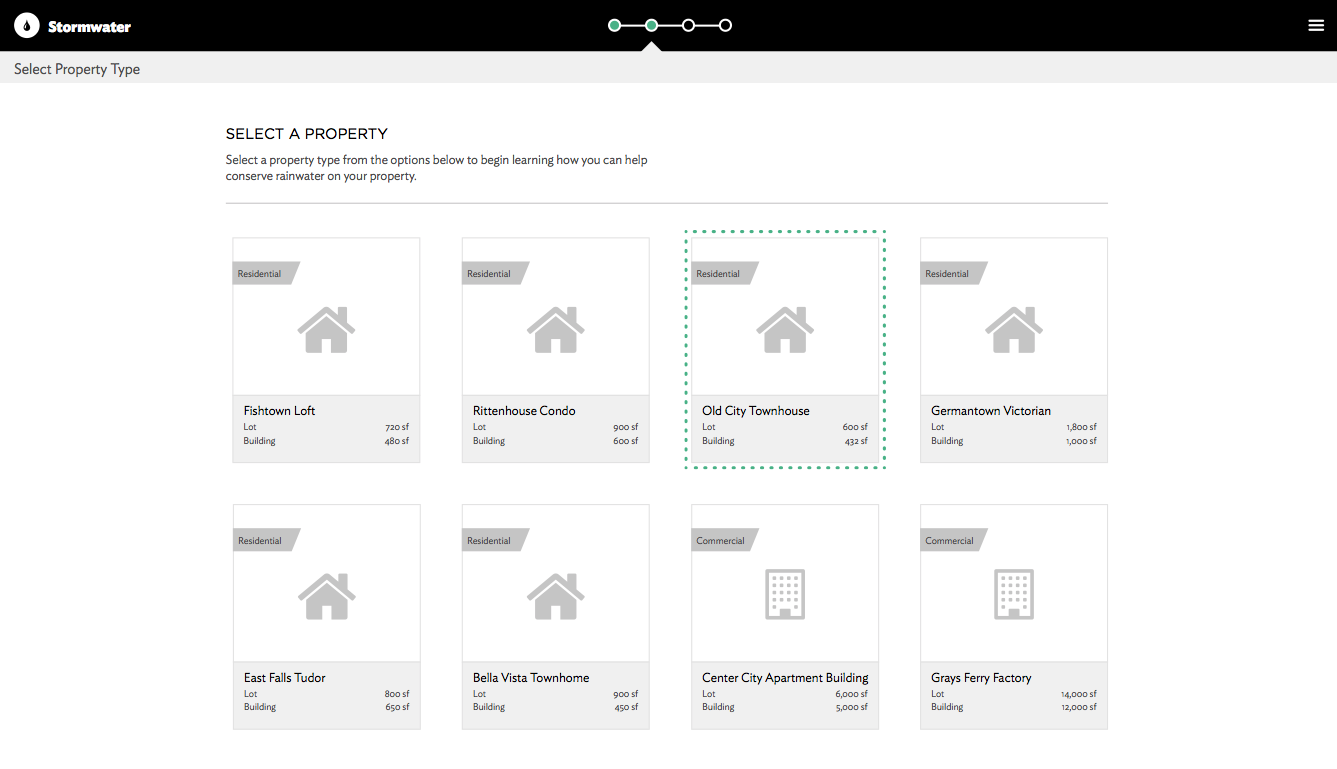 Stormwater
Select Property Type
SELECT A PROPERTY
Select a property type from the options below to begin learning how you can help
conserve rainwater on your property.
Residential
Fishtown Loft
Lot 720 sf
Building 480 sf
Residential
Rittenhouse Condo
Lot 900 sf
Building 600 sf
Residential
Old City Townhouse
Lot 600 sf
Building 432 sf
Residential
Germantown Victorian
Lot 1,800 sf
Building 1,000 sf
Residential
East Falls Tudor
Lot 800 sf
Building 650 sf
Residential
Bella Vista Townhome
Lot 900 sf
Building 450 sf
Commercial
Center City Apartment Building
Lot 6,000 sf
Building 5,000 sf
Commercial
Grays Ferry Factory
Lot 14,000 sf
Building 12,000 sf